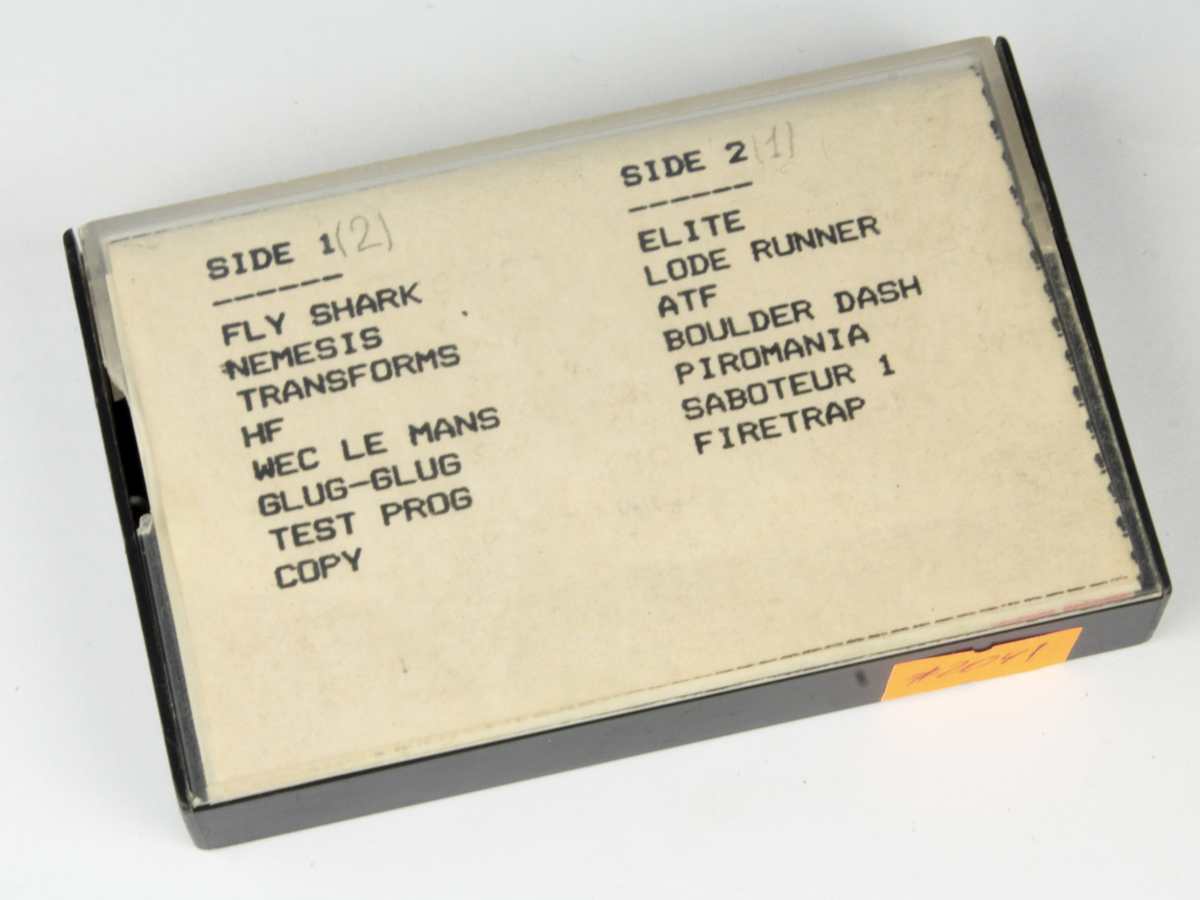 SIDE 1(2)
------
FLY SHARK
NEMESIS
TRANSFORMS
HF
WEC LE MANS
GLUG-GLUG
TEST PROG
COPY
SIDE 2(1)
------
ELITE
LODE RUNNER
ATF
BOULDER DASH
PIROMANIA
SABOTEUR 1
FIRETRAP
#2041